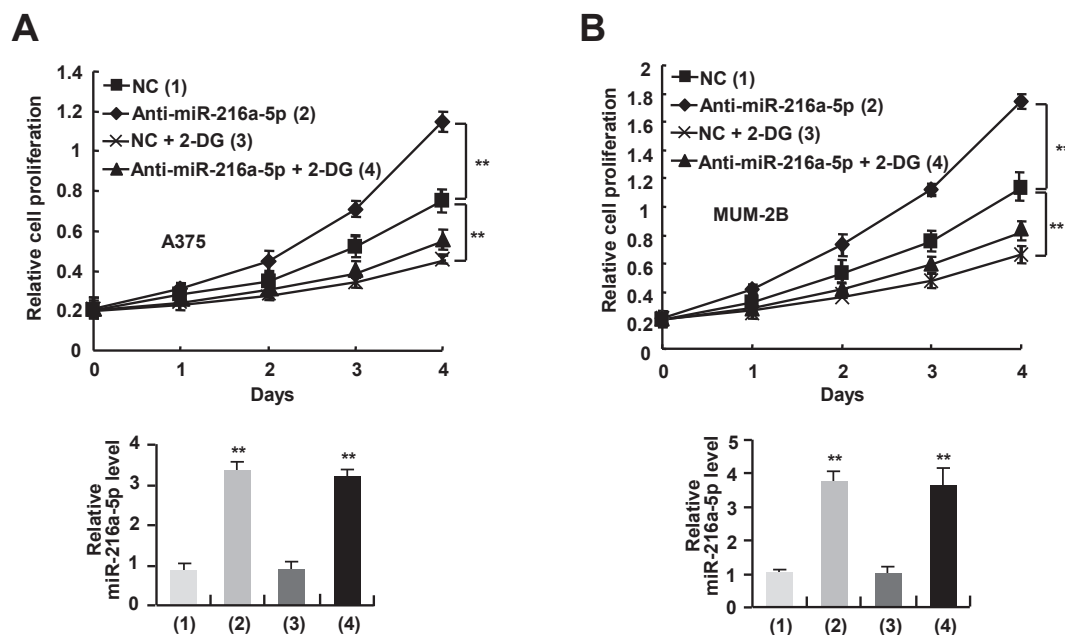 A
Relative cell proliferation
1.4
1.2
1
0.8
0.6
0.4
0.2
0
NC (1)
Anti-miR-216a-5p (2)
NC + 2-DG (3)
Anti-miR-216a-5p + 2-DG (4)
A375
**
**
0 1 2 3 4
Days
Relative
miR-216a-5p level
4
3
2
1
0
** **
(1) (2) (3) (4)
B
Relative cell proliferation
2
1.8
1.6
1.4
1.2
1
0.8
0.6
0.4
0.2
0
NC (1)
Anti-miR-216a-5p (2)
NC + 2-DG (3)
Anti-miR-216a-5p + 2-DG (4)
MUM-2B
**
**
0 1 2 3 4
Days
Relative
miR-216a-5p level
5
4
3
2
1
0
** **
(1) (2) (3) (4)